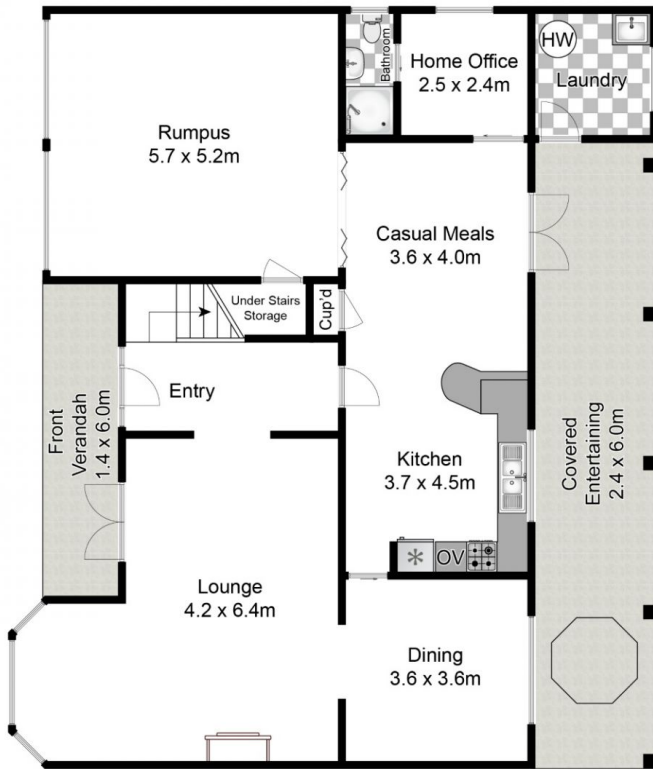 Bathroom
Home Office
2.5 x 2.4m
HW
Laundry
Rumpus
5.7 x 5.2m
Casual Meals
3.6 x 4.0m
Under Stairs
Storage
Cup'd
Entry
Front
Verandah
1.4 x 6.0m
Kitchen
3.7 x 4.5m
OV
Covered
Entertaining
2.4 x 6.0m
Lounge
4.2 x 6.4m
Dining
3.6 x 3.6m